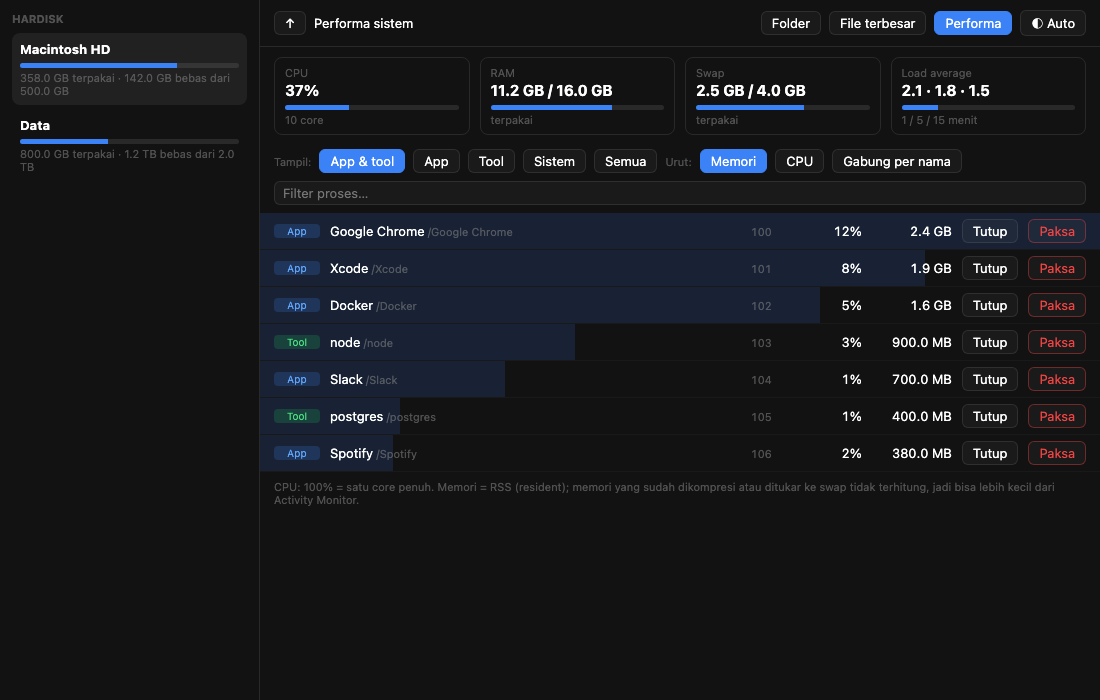 HARDISK
Macintosh HD
358.0 GB terpakai · 142.0 GB bebas dari
500.0 GB
Data
800.0 GB terpakai · 1.2 TB bebas dari 2.0
TB
↑ Performa sistem Folder File terbesar Performa Auto
CPU
37%
10 core
RAM
11.2 GB / 16.0 GB
terpakai
Swap
2.5 GB / 4.0 GB
terpakai
Load average
2.1 · 1.8 · 1.5
1 / 5 / 15 menit
Tampil: App & tool App Tool Sistem Semua Urut: Memori CPU Gabung per nama
Filter proses...
App Google Chrome /Google Chrome 100 12% 2.4 GB Tutup Paksa
App Xcode /Xcode 101 8% 1.9 GB Tutup Paksa
App Docker /Docker 102 5% 1.6 GB Tutup Paksa
Tool node /node 103 3% 900.0 MB Tutup Paksa
App Slack /Slack 104 1% 700.0 MB Tutup Paksa
Tool postgres /postgres 105 1% 400.0 MB Tutup Paksa
App Spotify /Spotify 106 2% 380.0 MB Tutup Paksa
CPU: 100% = satu core penuh. Memori = RSS (resident); memori yang sudah dikompresi atau ditukar ke swap tidak terhitung, jadi bisa lebih kecil dari
Activity Monitor.